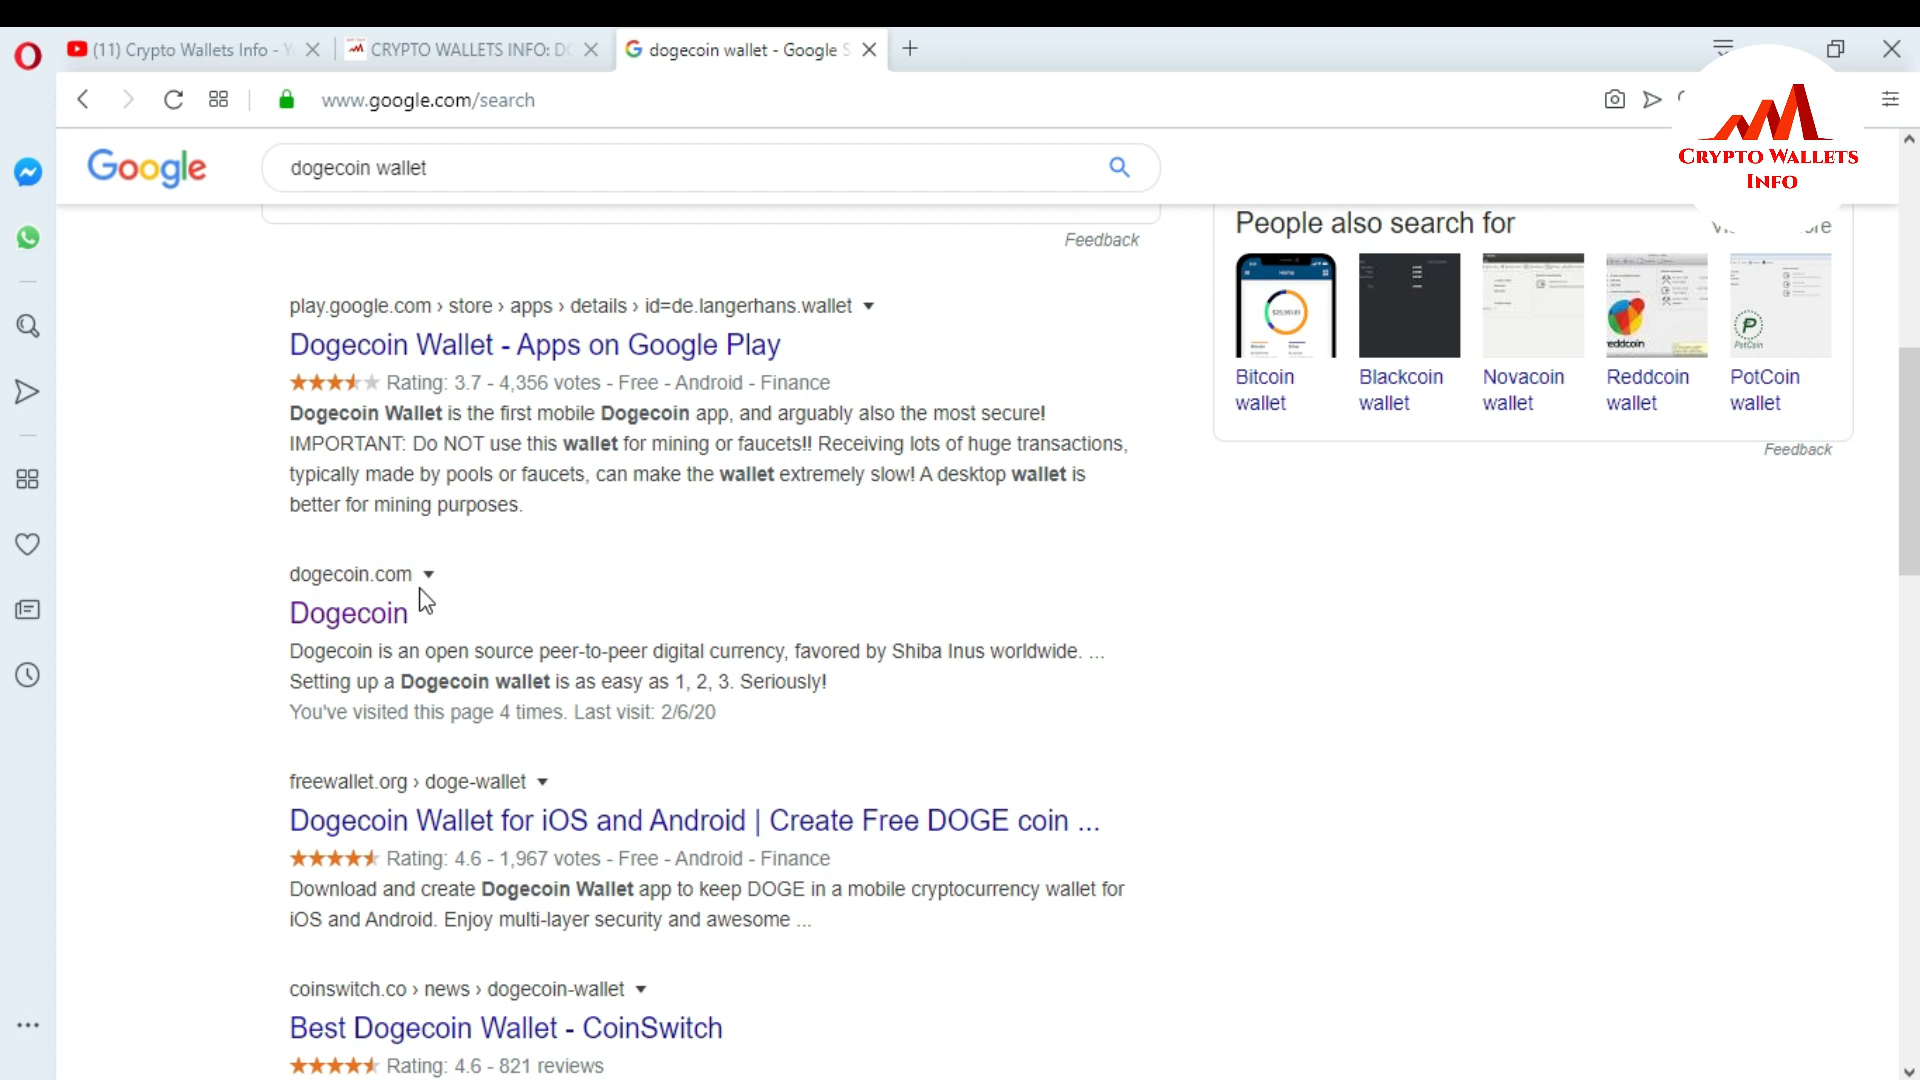 (11) Crypto Wallets Info - Y
CRYPTO WALLETS INFO: DO
dogecoin wallet - Google S
www.google.com/search
CRYPTO WALLETS
INFO
Google
dogecoin wallet
Feedback
play.google.com › store › apps › details › id=de.langerhans.wallet
Dogecoin Wallet - Apps on Google Play
Rating: 3.7 - 4,356 votes - Free - Android - Finance
Dogecoin Wallet is the first mobile Dogecoin app, and arguably also the most secure!
IMPORTANT: Do NOT use this wallet for mining or faucets!! Receiving lots of huge transactions,
typically made by pools or faucets, can make the wallet extremely slow! A desktop wallet is
better for mining purposes.
dogecoin.com
Dogecoin
Dogecoin is an open source peer-to-peer digital currency, favored by Shiba Inus worldwide. ...
Setting up a Dogecoin wallet is as easy as 1, 2, 3. Seriously!
You've visited this page 4 times. Last visit: 2/6/20
freewallet.org › doge-wallet
Dogecoin Wallet for iOS and Android | Create Free DOGE coin ...
Rating: 4.6 - 1,967 votes - Free - Android - Finance
Download and create Dogecoin Wallet app to keep DOGE in a mobile cryptocurrency wallet for
iOS and Android. Enjoy multi-layer security and awesome ...
coinswitch.co › news › dogecoin-wallet
Best Dogecoin Wallet - CoinSwitch
Rating: 4.6 - 821 reviews
People also search for
reddcoin
PotCoin
Bitcoin
wallet
Blackcoin
wallet
Novacoin
wallet
Reddcoin
wallet
PotCoin
wallet
Feedback